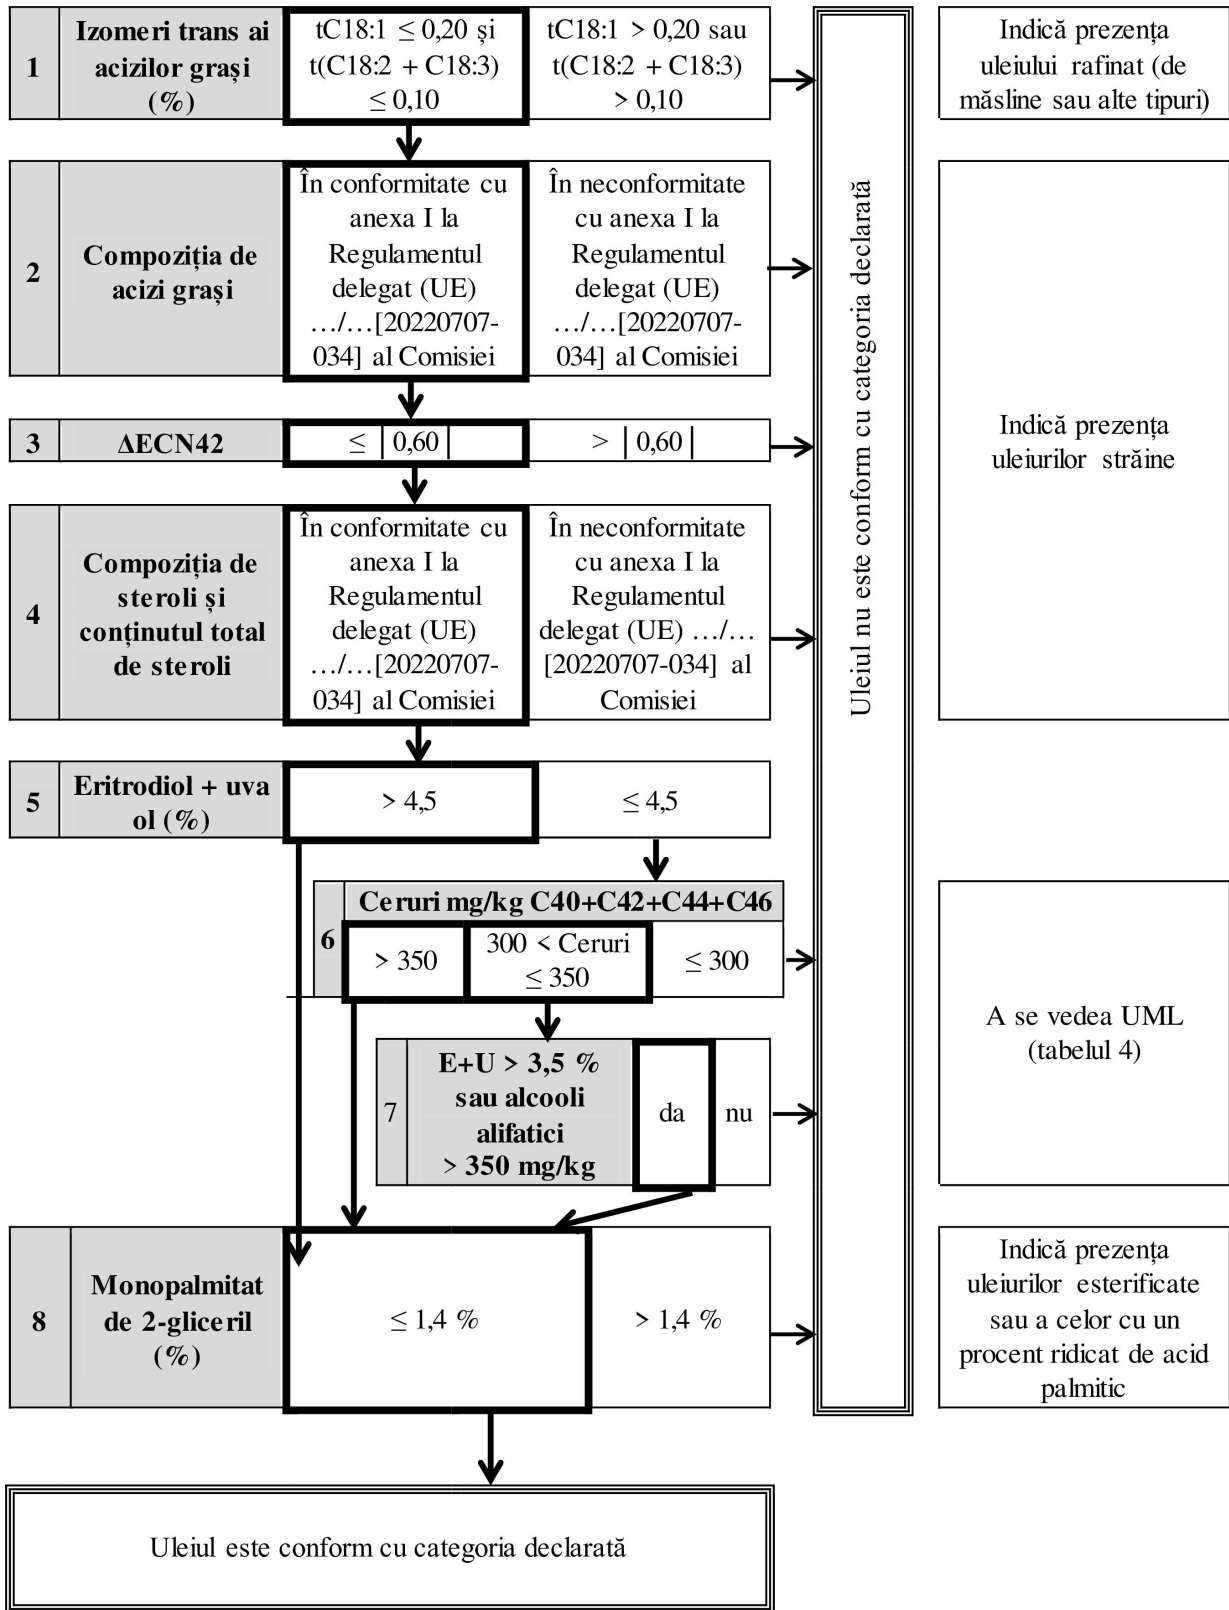 1
Izomeri trans ai
acizilor grași
(%)
tC18:1 ≤ 0,20 și
t(C18:2 + C18:3)
≤ 0,10
tC18:1 > 0,20 sau
t(C18:2 + C18:3)
> 0,10
Indică prezența
uleiului rafinat (de
măsline sau alte tipuri)
Uleiul nu este conform cu categoria declarată
2
Compoziția de
acizi grași
În conformitate cu
anexa I la
Regulamentul
delegat (UE)
…/…[20220707-
034] al Comisiei
În neconformitate
cu anexa I la
Regulamentul
delegat (UE)
…/…[20220707-
034] al Comisiei
Indică prezența
uleiurilor străine
3
ΔECN42
≤ |0,60|
> |0,60|
4
Compoziția de
steroli și
conținutul total
de steroli
În conformitate cu
anexa I la
Regulamentul
delegat (UE)
…/…[20220707-
034] al Comisiei
În neconformitate
cu anexa I la
Regulamentul
delegat (UE) …/…
[20220707-034] al
Comisiei
5
Eritrodiol + uva
ol (%)
> 4,5
≤ 4,5
6
Ceruri mg/kg C40+C42+C44+C46
> 350
300 < Ceruri
≤ 350
≤ 300
A se vedea UML
(tabelul 4)
7
E+U > 3,5 %
sau alcooli
alifatici
> 350 mg/kg
da
nu
8
Monopalmitat
de 2-gliceril
(%)
≤ 1,4 %
> 1,4 %
Indică prezența
uleiurilor esterificate
sau a celor cu un
procent ridicat de acid
palmitic
Uleiul este conform cu categoria declarată